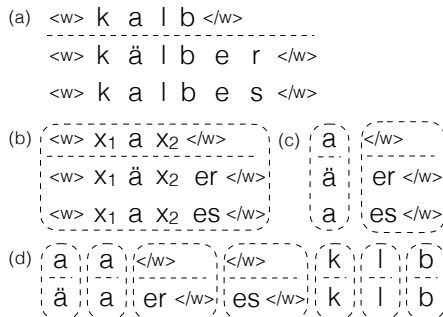 (a) <w> k a l b </w>
<w> k ä l b e r </w>
<w> k a l b e s </w>
(b) <w> x₁ a x₂ </w> (c) a </w>
<w> x₁ ä x₂ er </w> ä er </w>
<w> x₁ a x₂ es </w> a es </w>
(d) a a </w> </w> k l b
ä a er </w> es </w> k l b